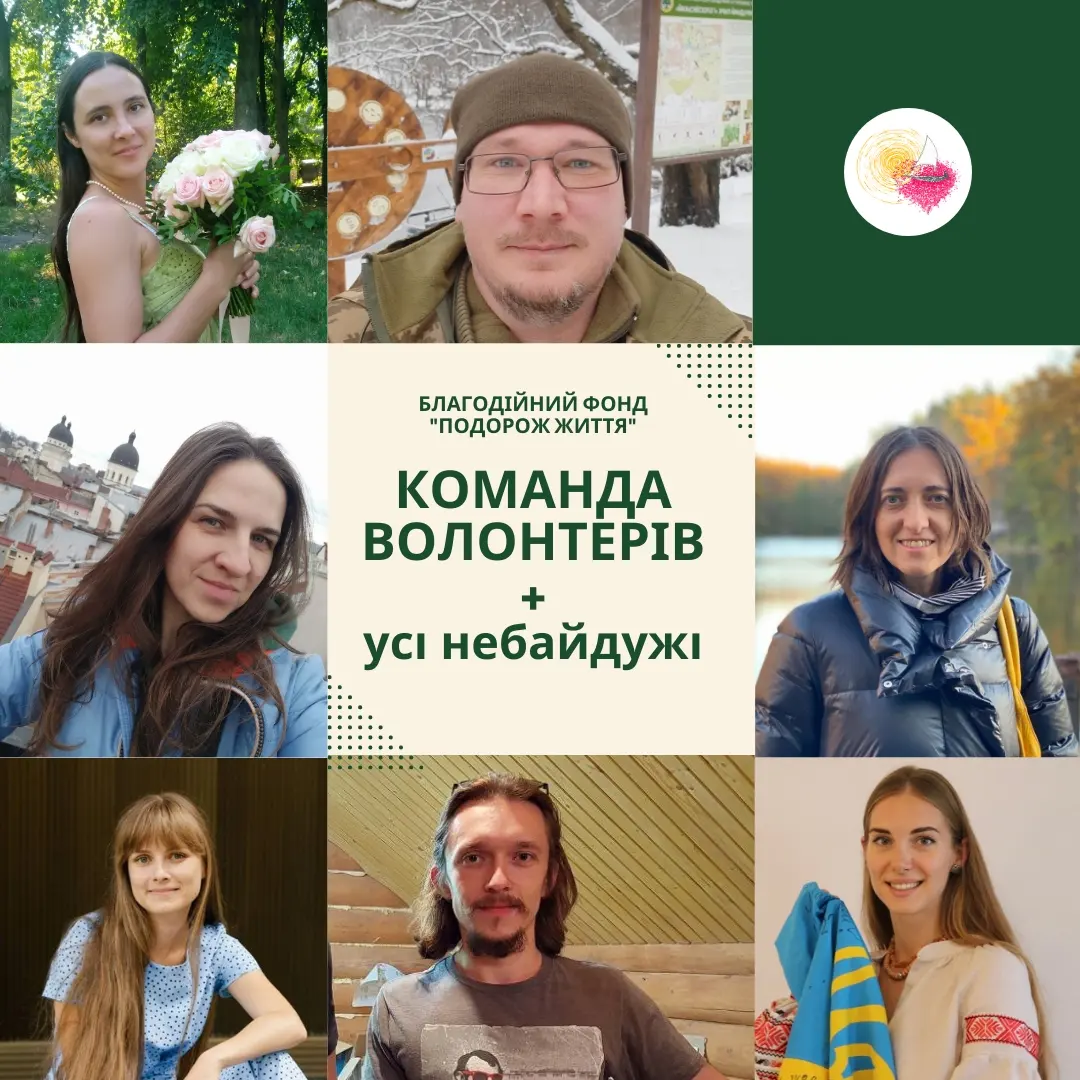 БЛАГОДІЙНИЙ ФОНД
"ПОДОРОЖ ЖИТТЯ"
КОМАНДА
ВОЛОНТЕРІВ
+
усі небайдужі